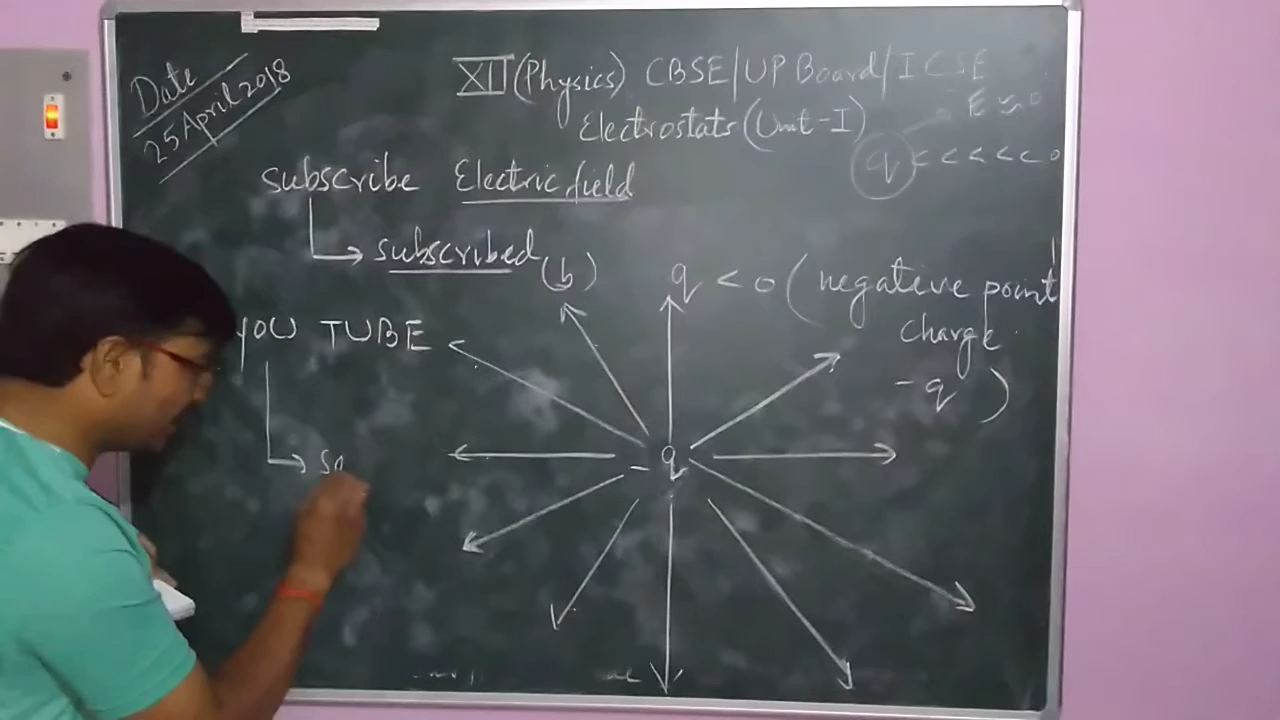 Date
25 April 2018
XII (Physics) CBSE/UP Board/ICSE
Electrostats (Unit-I)
q < < < < < 0
subscribe Electric field
subscribed
(b)
q < 0 (negative point
charge
-q)
YOU TUBE
- q